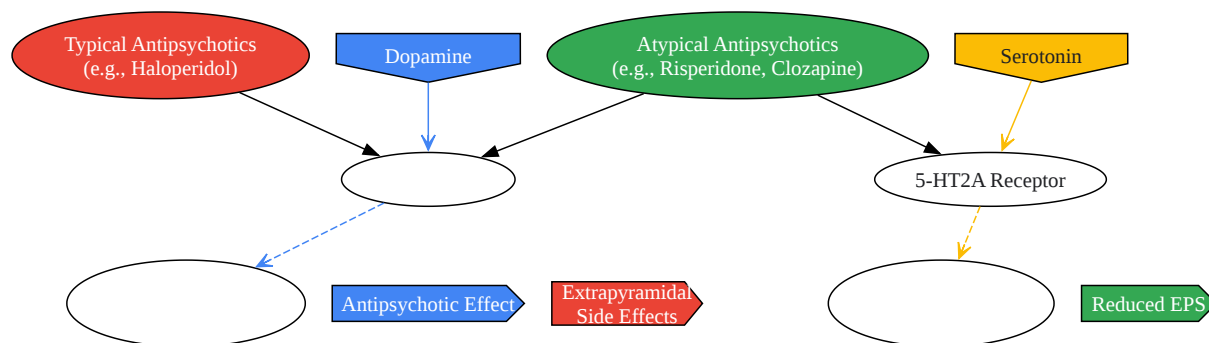 Typical Antipsychotics
(e.g., Haloperidol)
Dopamine
Atypical Antipsychotics
(e.g., Risperidone, Clozapine)
Serotonin
5-HT2A Receptor
Antipsychotic Effect
Extrapyramidal
Side Effects
Reduced EPS